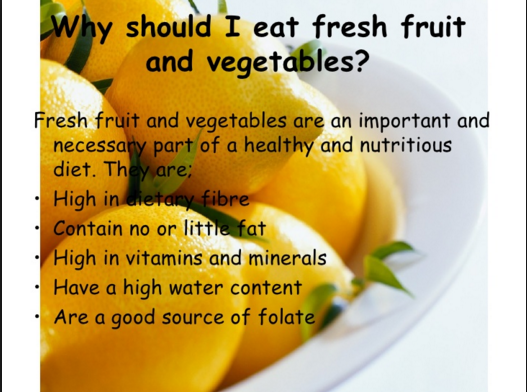 Why should I eat fresh fruit
and vegetables?
Fresh fruit and vegetables are an important and
necessary part of a healthy and nutritious
diet. They are;
• High in dietary fibre
• Contain no or little fat
• High in vitamins and minerals
• Have a high water content
• Are a good source of folate